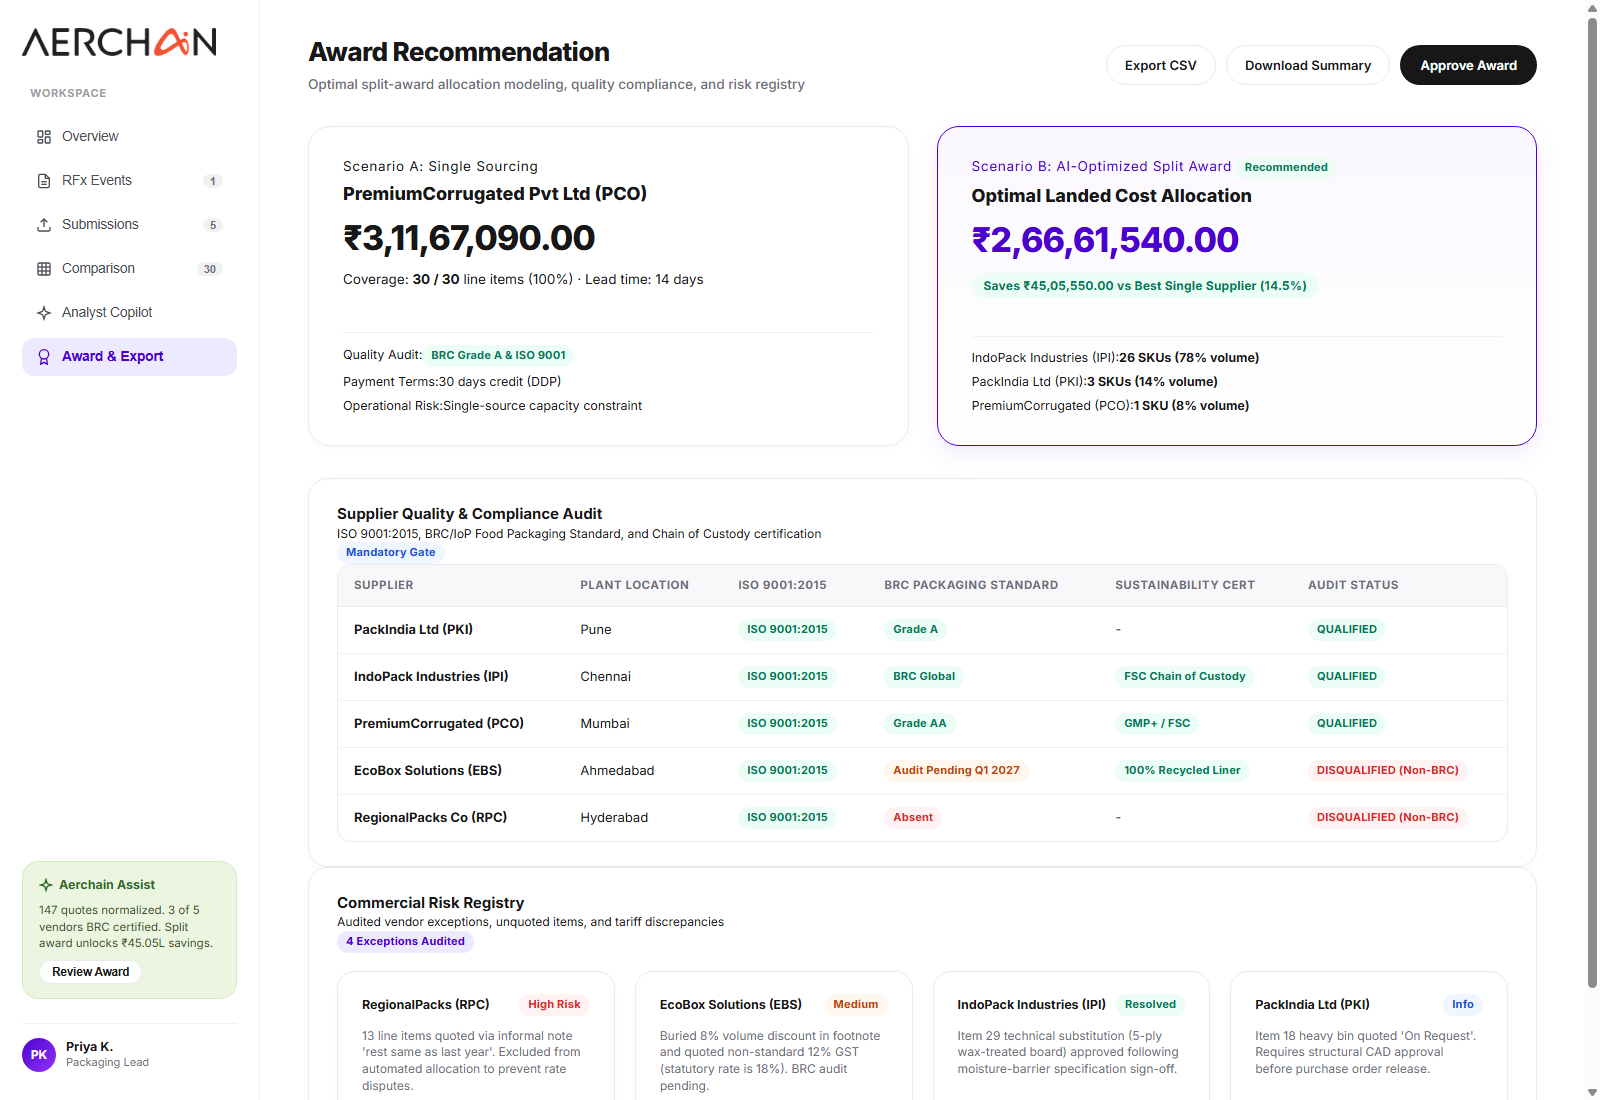 AERCHAIN
WORKSPACE
Overview
RFx Events 1
Submissions 5
Comparison 30
Analyst Copilot
Award & Export
Aerchain Assist
147 quotes normalized. 3 of 5
vendors BRC certified. Split
award unlocks ₹45.05L savings.
Review Award
PK
Priya K.
Packaging Lead
Award Recommendation
Optimal split-award allocation modeling, quality compliance, and risk registry
Export CSV
Download Summary
Approve Award
Scenario A: Single Sourcing
PremiumCorrugated Pvt Ltd (PCO)
₹3,11,67,090.00
Coverage: 30 / 30 line items (100%) · Lead time: 14 days
Quality Audit: BRC Grade A & ISO 9001
Payment Terms:30 days credit (DDP)
Operational Risk:Single-source capacity constraint
Scenario B: AI-Optimized Split Award Recommended
Optimal Landed Cost Allocation
₹2,66,61,540.00
Saves ₹45,05,550.00 vs Best Single Supplier (14.5%)
IndoPack Industries (IPI):26 SKUs (78% volume)
PackIndia Ltd (PKI):3 SKUs (14% volume)
PremiumCorrugated (PCO):1 SKU (8% volume)
Supplier Quality & Compliance Audit
ISO 9001:2015, BRC/IoP Food Packaging Standard, and Chain of Custody certification
Mandatory Gate
SUPPLIER PLANT LOCATION ISO 9001:2015 BRC PACKAGING STANDARD SUSTAINABILITY CERT AUDIT STATUS
PackIndia Ltd (PKI) Pune ISO 9001:2015 Grade A - QUALIFIED
IndoPack Industries (IPI) Chennai ISO 9001:2015 BRC Global FSC Chain of Custody QUALIFIED
PremiumCorrugated (PCO) Mumbai ISO 9001:2015 Grade AA GMP+ / FSC QUALIFIED
EcoBox Solutions (EBS) Ahmedabad ISO 9001:2015 Audit Pending Q1 2027 100% Recycled Liner DISQUALIFIED (Non-BRC)
RegionalPacks Co (RPC) Hyderabad ISO 9001:2015 Absent - DISQUALIFIED (Non-BRC)
Commercial Risk Registry
Audited vendor exceptions, unquoted items, and tariff discrepancies
4 Exceptions Audited
RegionalPacks (RPC) High Risk
13 line items quoted via informal note
'rest same as last year'. Excluded from
automated allocation to prevent rate
disputes.
EcoBox Solutions (EBS) Medium
Buried 8% volume discount in footnote
and quoted non-standard 12% GST
(statutory rate is 18%). BRC audit
pending.
IndoPack Industries (IPI) Resolved
Item 29 technical substitution (5-ply
wax-treated board) approved following
moisture-barrier specification sign-off.
PackIndia Ltd (PKI) Info
Item 18 heavy bin quoted 'On Request'.
Requires structural CAD approval
before purchase order release.